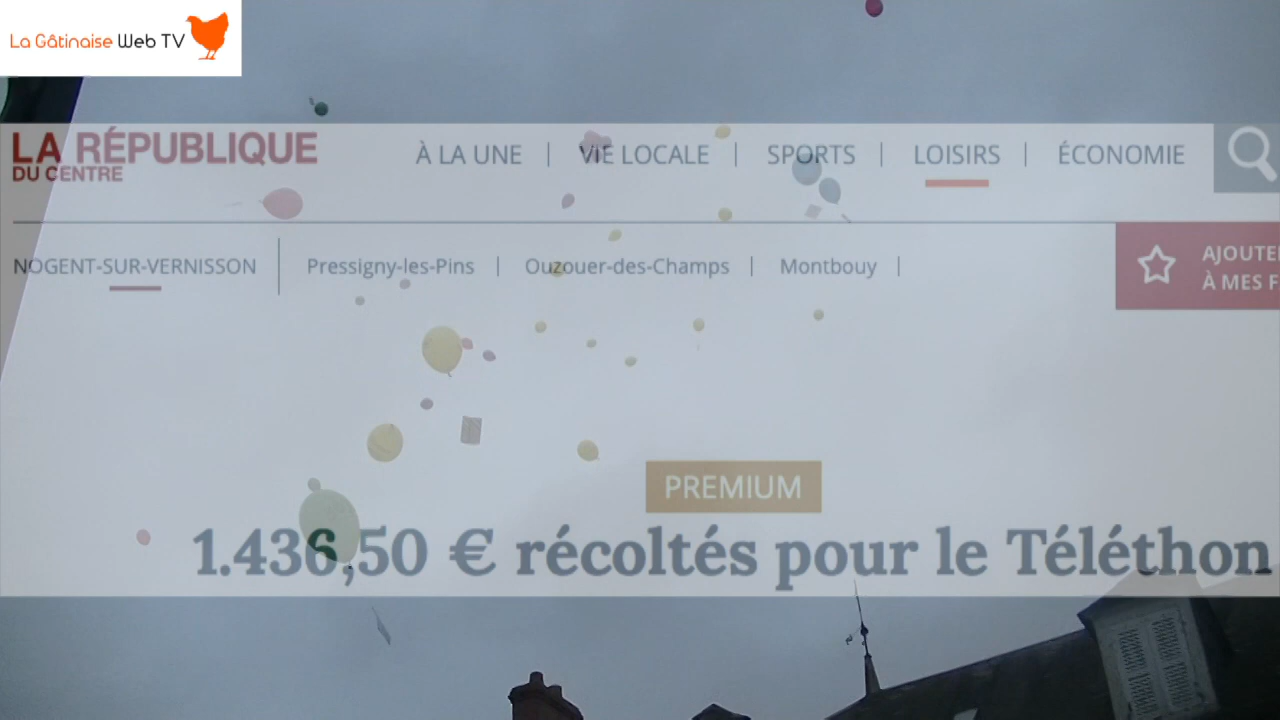 La Gâtinaise Web TV
LA RÉPUBLIQUE
DU CENTRE
À LA UNE | VIE LOCALE | SPORTS | LOISIRS | ÉCONOMIE
NOGENT-SUR-VERNISSON | Pressigny-les-Pins | Ouzouer-des-Champs | Montbouy |
AJOUTE
À MES F
PREMIUM
1.436,50 € récoltés pour le Téléthon